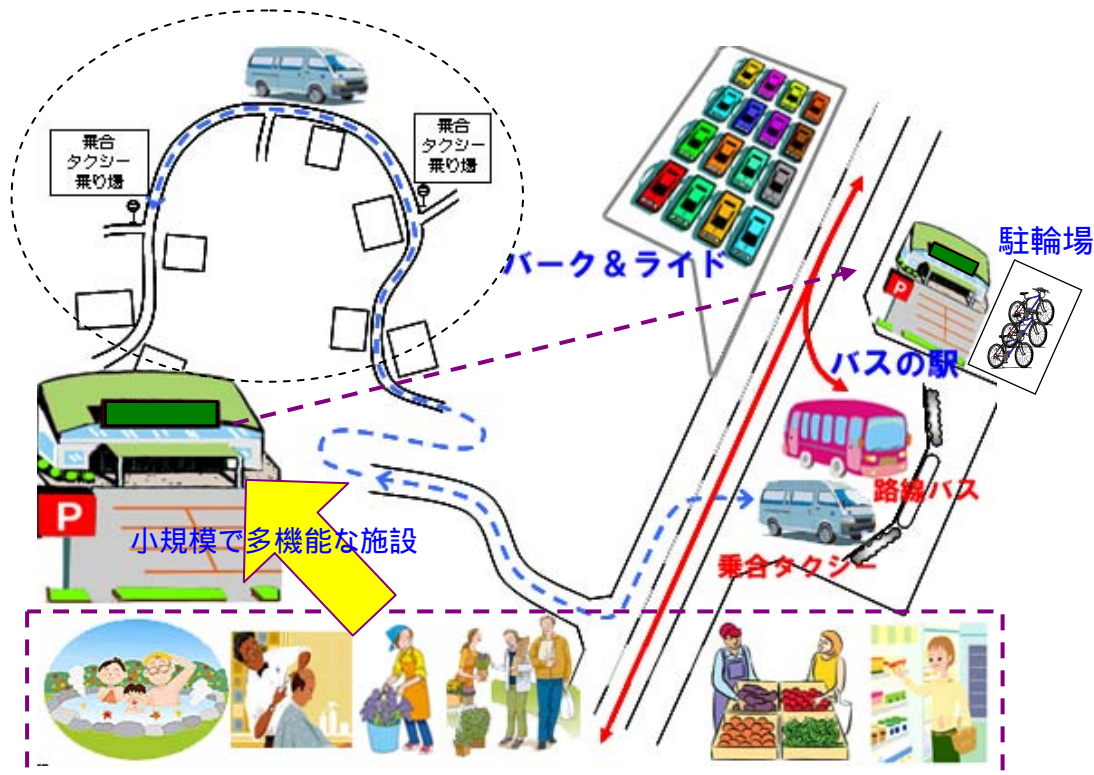 乗合
タクシー
乗り場
乗合
タクシー
乗り場
パーク＆ライド
駐輪場
P
バスの駅
路線バス
乗合タクシー
P
小規模で多機能な施設